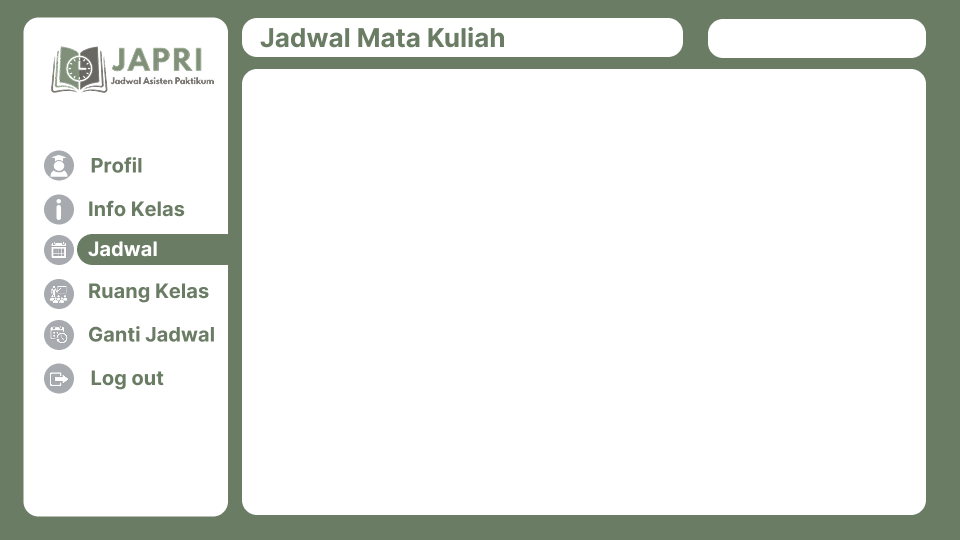 JAPRI
Jadwal Asisten Paktikum
Jadwal Mata Kuliah
Profil
Info Kelas
Jadwal
Ruang Kelas
Ganti Jadwal
Log out